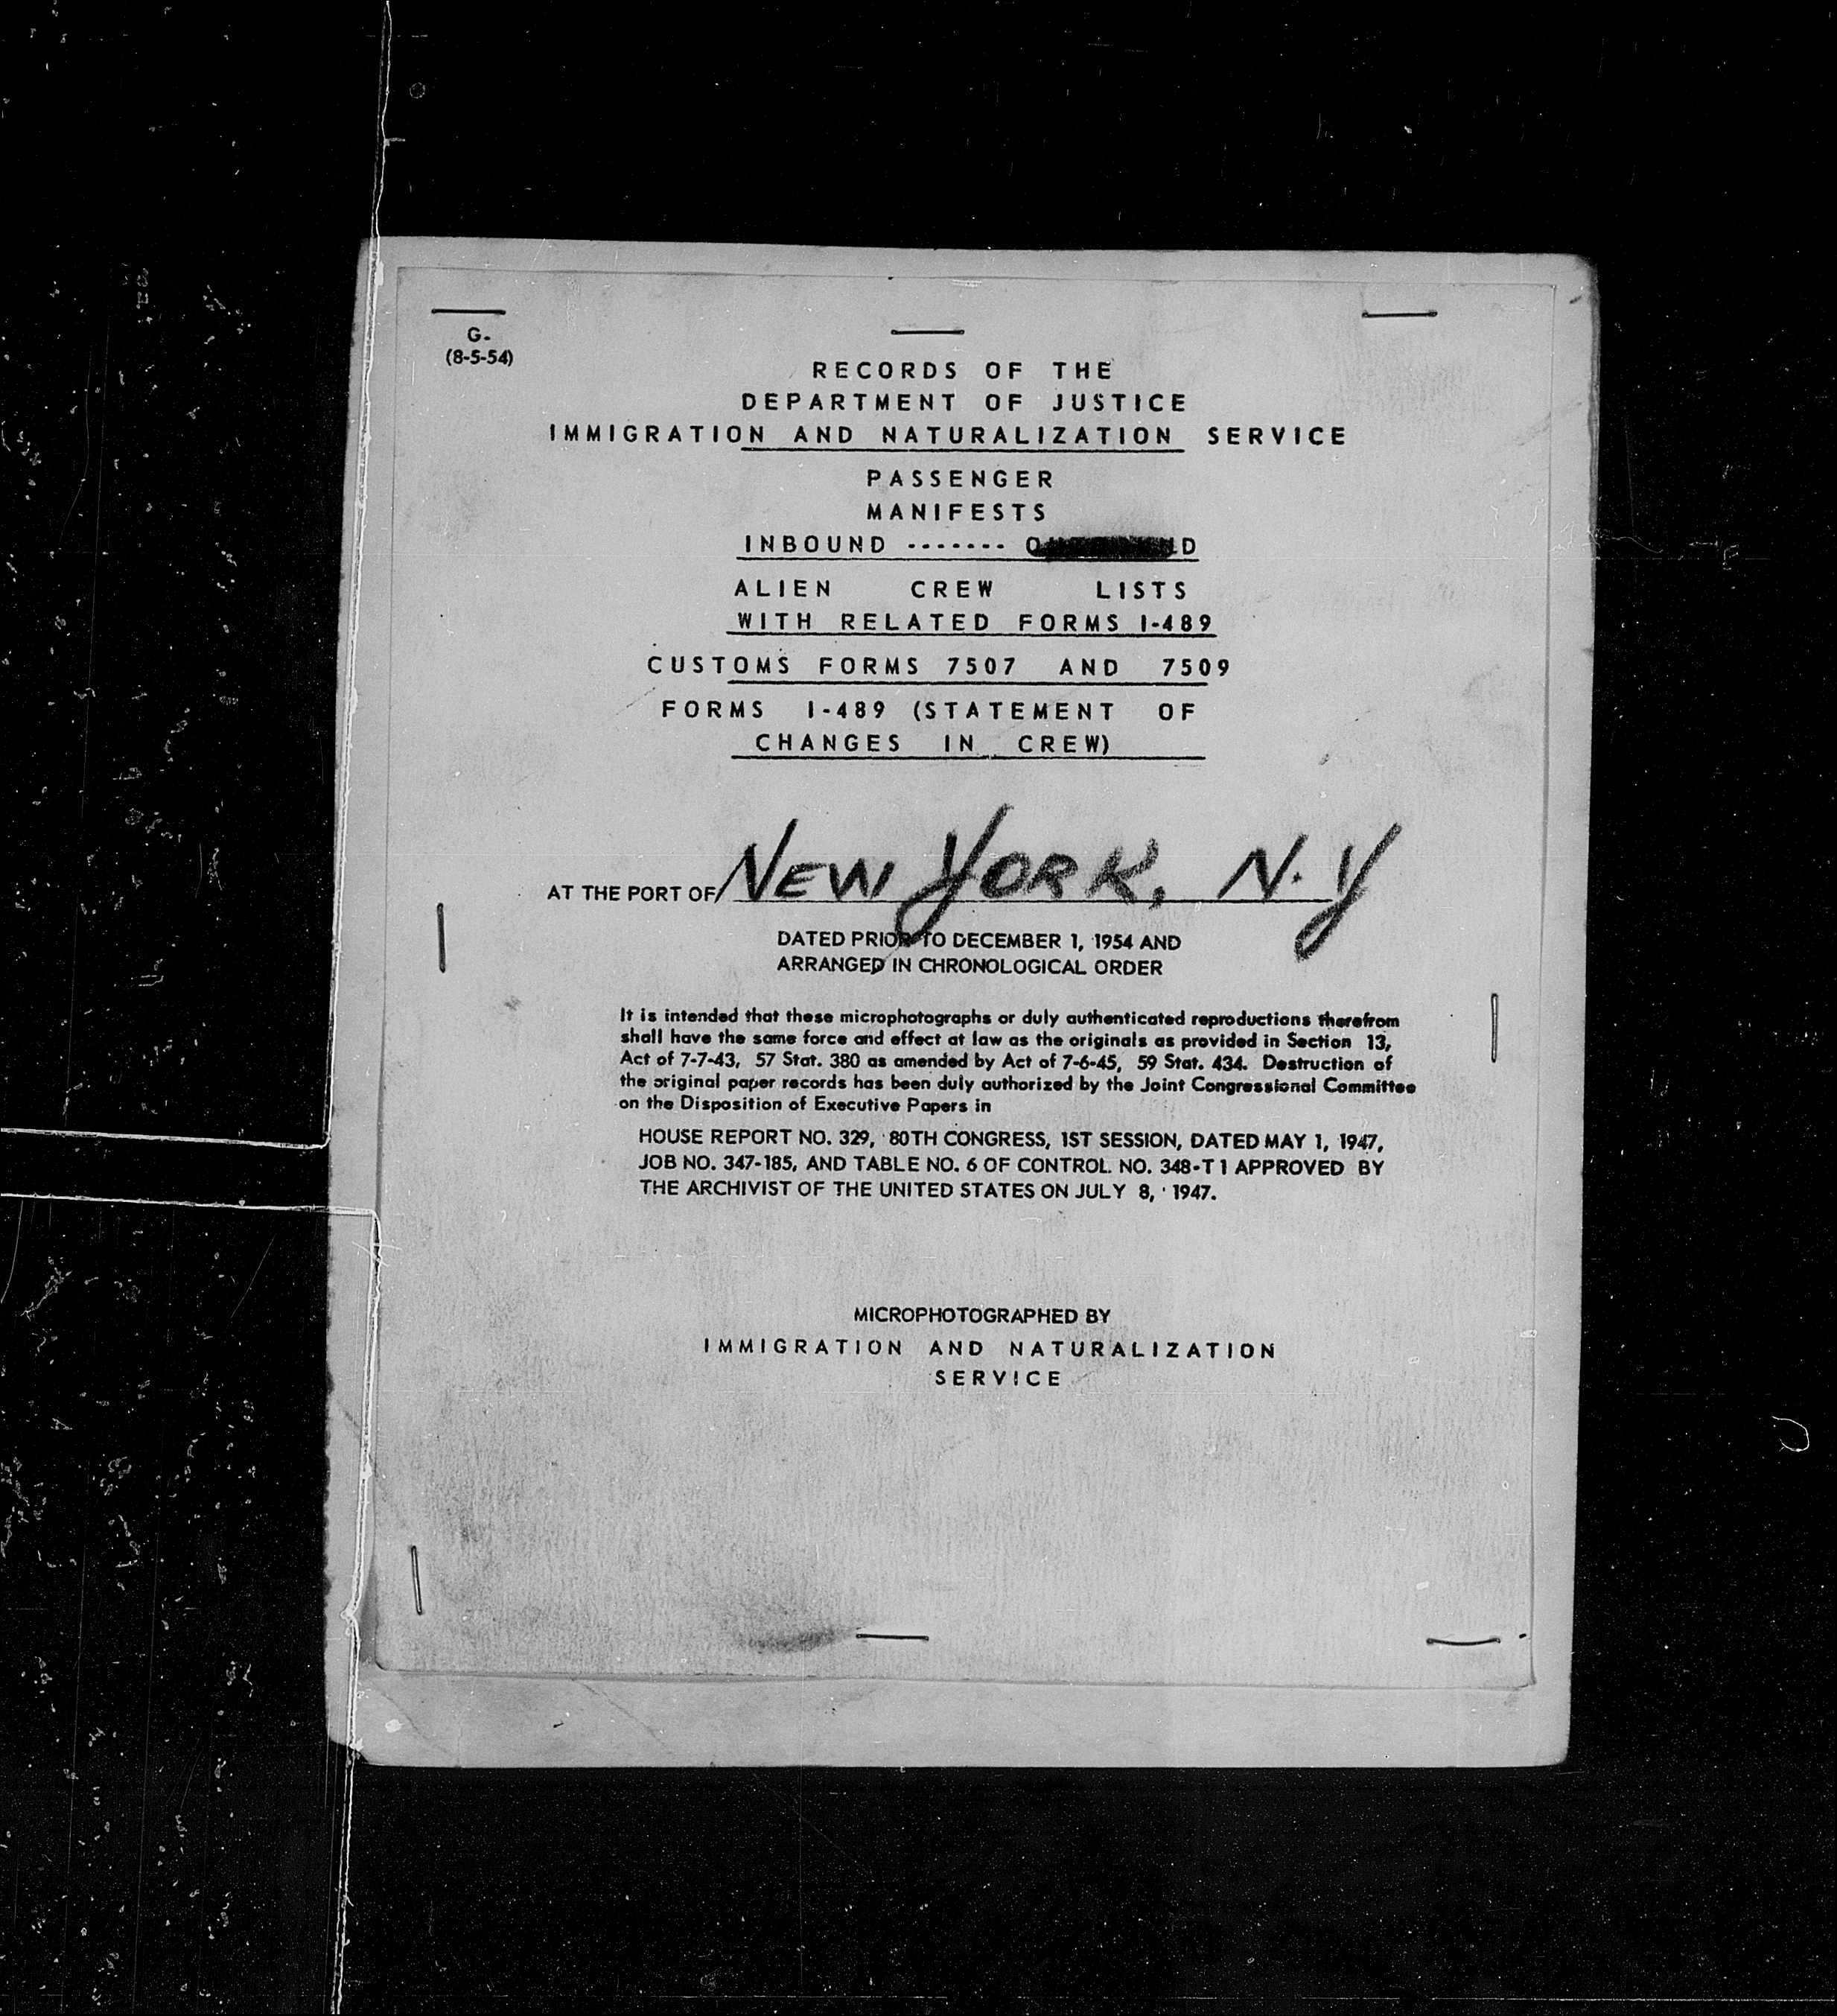 G-
(8-5-54)
RECORDS OF THE
DEPARTMENT OF JUSTICE
IMMIGRATION AND NATURALIZATION SERVICE
PASSENGER
MANIFESTS
INBOUND -------
ALIEN CREW LISTS
WITH RELATED FORMS I-489
CUSTOMS FORMS 7507 AND 7509
FORMS I-489 (STATEMENT OF
CHANGES IN CREW)
AT THE PORT OF NEW YORK, N.Y
DATED PRIOR TO DECEMBER 1, 1954 AND
ARRANGED IN CHRONOLOGICAL ORDER
It is intended that these microphotographs or duly authenticated reproductions therefrom
shall have the same force and effect at law as the originals as provided in Section 13,
Act of 7-7-43, 57 Stat. 380 as amended by Act of 7-6-45, 59 Stat. 434. Destruction of
the original paper records has been duly authorized by the Joint Congressional Committee
on the Disposition of Executive Papers in
HOUSE REPORT NO. 329, 80TH CONGRESS, 1ST SESSION, DATED MAY 1, 1947,
JOB NO. 347-185, AND TABLE NO. 6 OF CONTROL NO. 348-T1 APPROVED BY
THE ARCHIVIST OF THE UNITED STATES ON JULY 8, 1947.
MICROPHOTOGRAPHED BY
IMMIGRATION AND NATURALIZATION
SERVICE